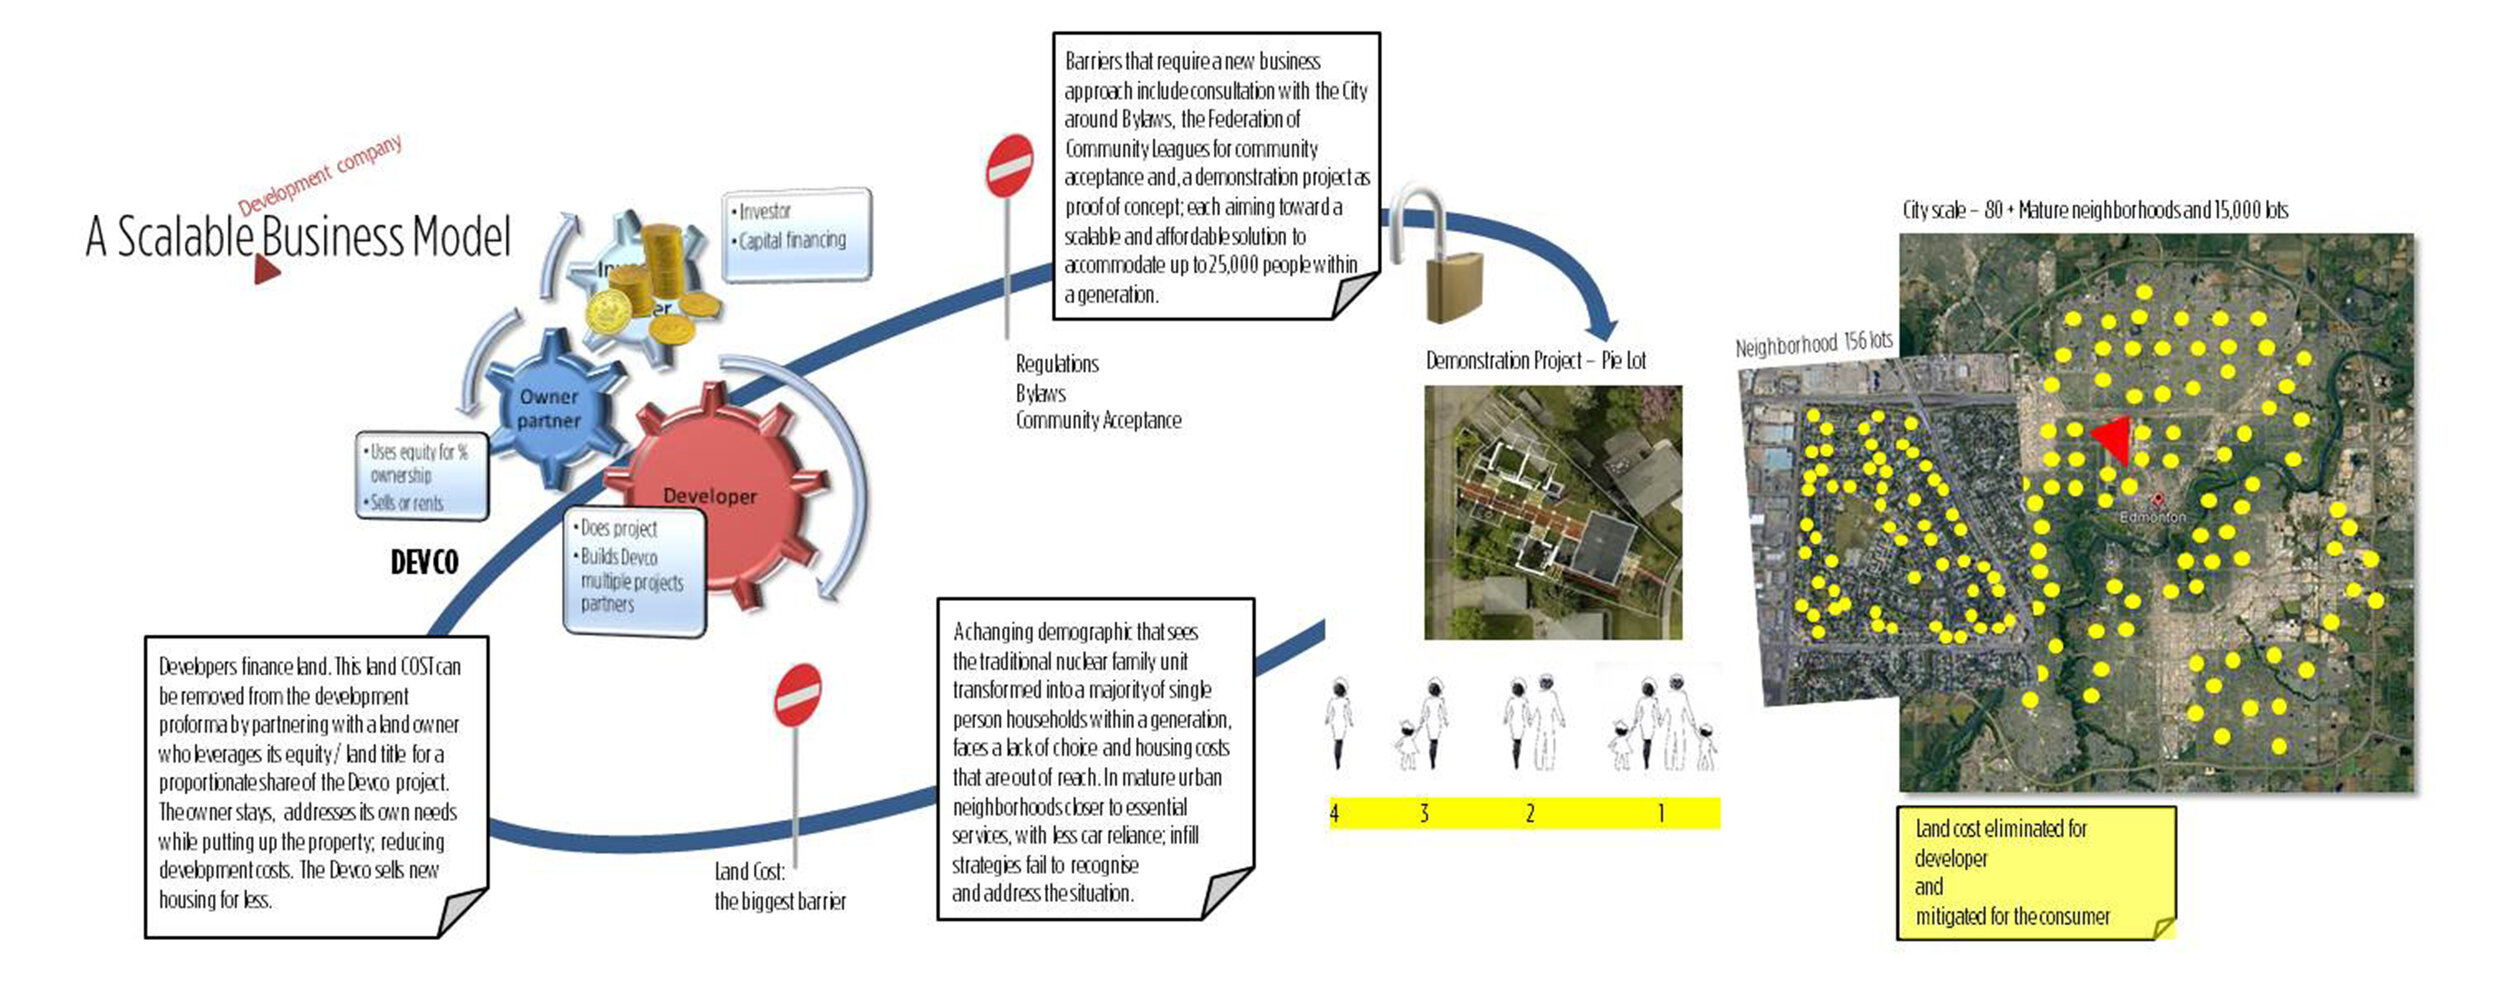 Development company
A Scalable Business Model
• Investor
• Capital financing
er
Owner
partner
• Uses equity for %
ownership
• Sells or rents
DEVCO
Developer
• Does project
• Builds Devco
multiple projects
partners
Developers finance land. This land COST can
be removed from the development
proforma by partnering with a land owner
who leverages its equity / land title for a
proportionate share of the Devco project.
The owner stays, addresses its own needs
while putting up the property; reducing
development costs. The Devco sells new
housing for less.
Land Cost:
the biggest barrier
A changing demographic that sees
the traditional nuclear family unit
transformed into a majority of single
person households within a generation,
faces a lack of choice and housing costs
that are out of reach. In mature urban
neighborhoods closer to essential
services, with less car reliance; infill
strategies fail to recognise
and address the situation.
Regulations
Bylaws
Community Acceptance
Barriers that require a new business
approach include consultation with the City
around Bylaws, the Federation of
Community Leagues for community
acceptance and, a demonstration project as
proof of concept; each aiming toward a
scalable and affordable solution to
accommodate up to 25,000 people within
a generation.
Demonstration Project – Pie Lot
4 3 2 1
Neighborhood 156 lots
City scale – 80 + Mature neighborhoods and 15,000 lots
Edmonton
Land cost eliminated for
developer
and
mitigated for the consumer